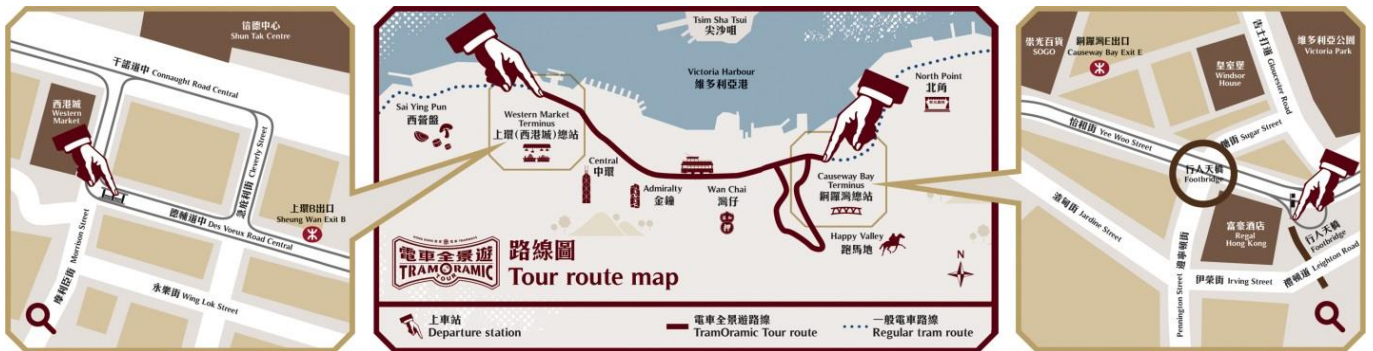 信德中心
Shun Tak Centre
干諾道中 Connaught Road Central
西港城
Western
Market
急庇利街 Cleverly Street
上環B出口
Sheung Wan Exit B
德輔道中 Des Voeux Road Central
摩利臣街 Morrison Street
永樂街 Wing Lok Street
Tsim Sha Tsui
尖沙咀
Victoria Harbour
維多利亞港
North Point
北角
Sai Ying Pun
西營盤
Western Market
Terminus
上環(西港城)總站
Central
中環
Admiralty
金鐘
Wan Chai
灣仔
Causeway Bay
Terminus
銅鑼灣總站
Happy Valley
跑馬地
電車全景遊
TRAMORAMIC
TOUR
路線圖
Tour route map
N
上車站
Departure station
電車全景遊路線
TramOramic Tour route
一般電車路線
Regular tram route
崇光百貨
SOGO
銅鑼灣E出口
Causeway Bay Exit E
告士打道 Gloucester Road
維多利亞公園
Victoria Park
皇室堡
Windsor
House
怡和街 Yee Woo Street
糖街 Sugar Street
行人天橋
Footbridge
渣甸街 Jardine Street
富豪酒店
Regal
Hong Kong
行人天橋
Footbridge
邊寧頓街 Pennington Street
伊榮街 Irving Street
禮頓道 Leighton Road